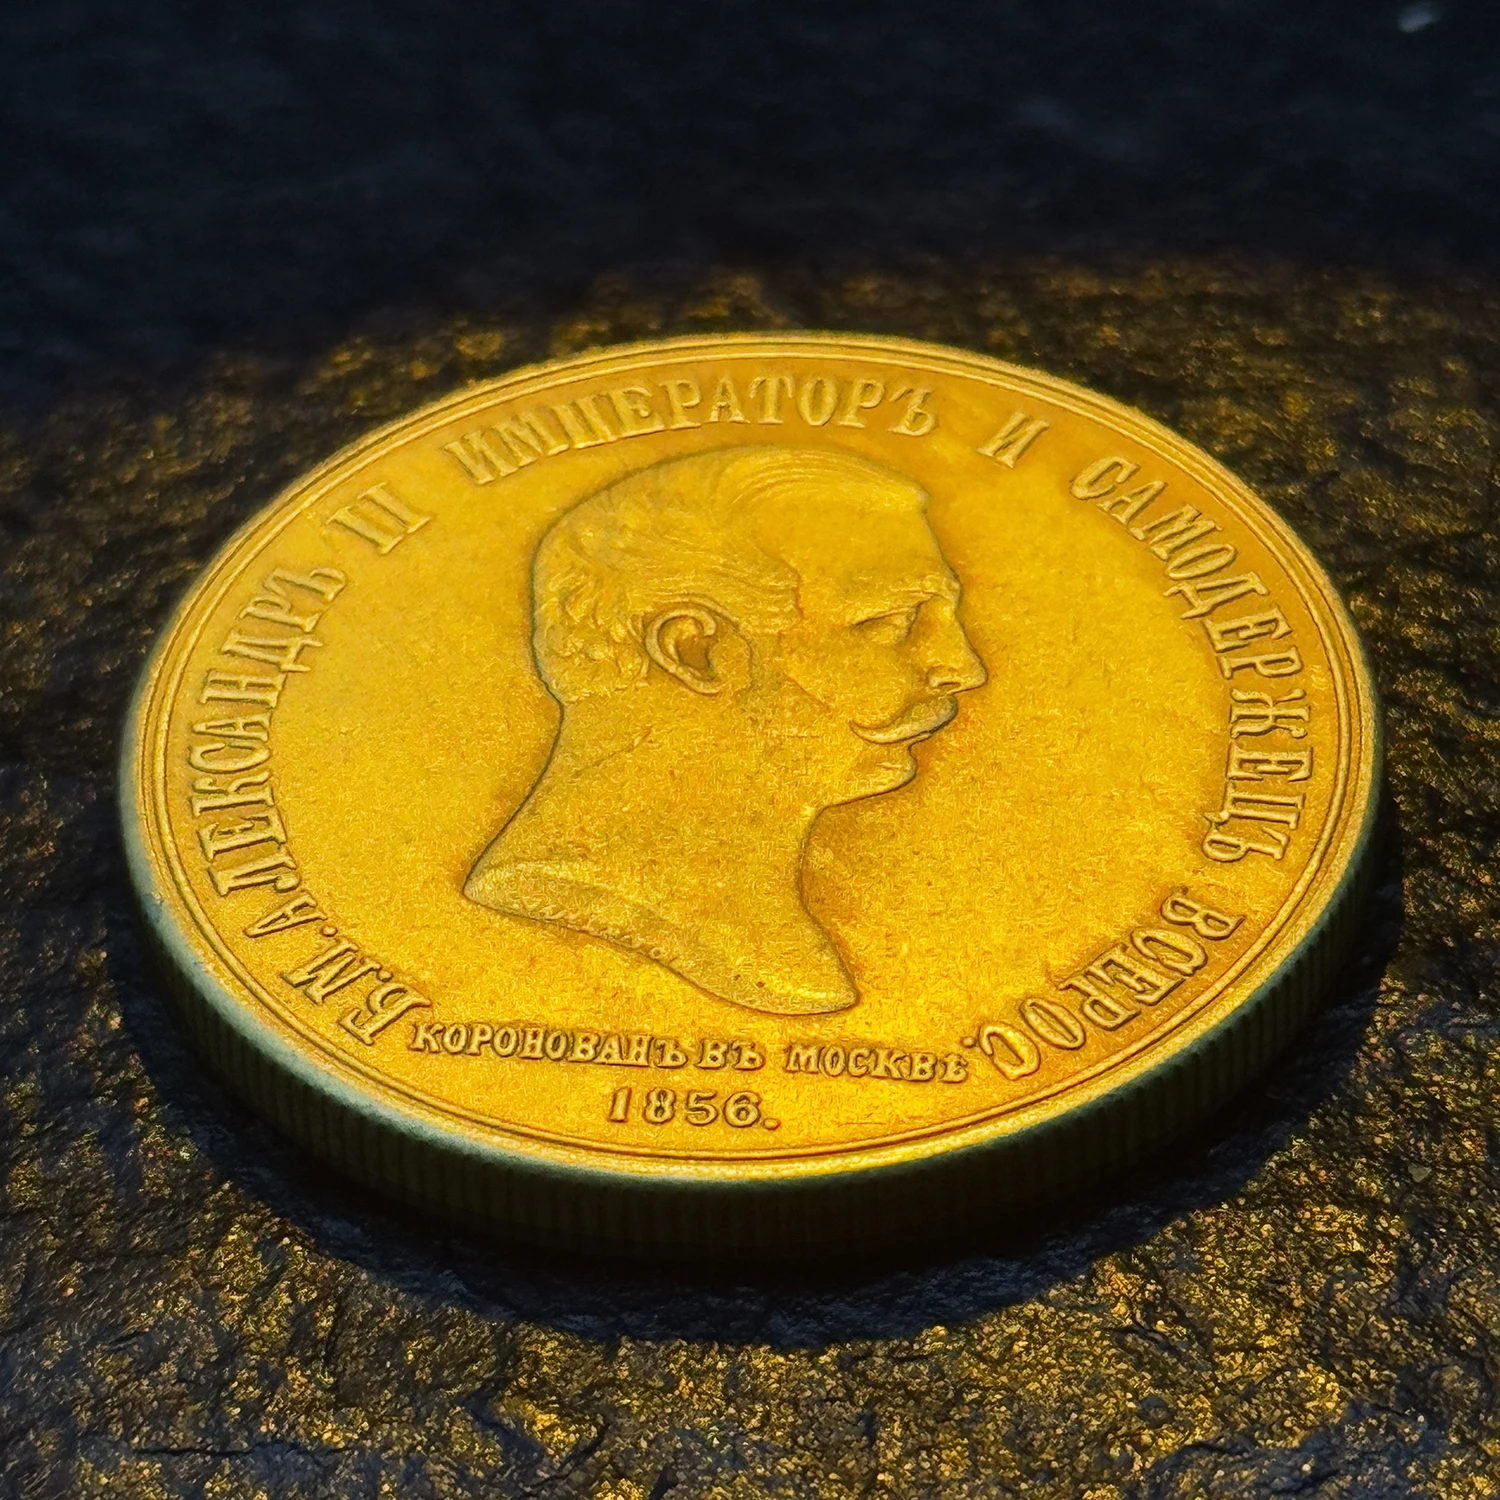 Б.М. АЛЕКСАНДРЪ II ИМПЕРАТОРЪ И САМОДЕРЖЕЦЪ ВСЕРОС.
КОРОНОВАНЪ ВЪ МОСКВѢ
1856.